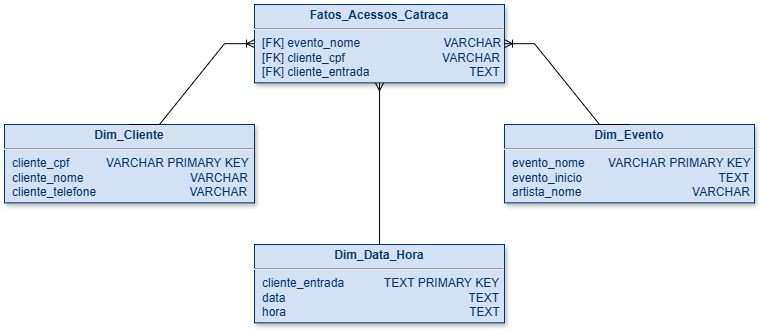 Fatos_Acessos_Catraca
[FK] evento_nome VARCHAR
[FK] cliente_cpf VARCHAR
[FK] cliente_entrada TEXT
Dim_Cliente
cliente_cpf VARCHAR PRIMARY KEY
cliente_nome VARCHAR
cliente_telefone VARCHAR
Dim_Evento
evento_nome VARCHAR PRIMARY KEY
evento_inicio TEXT
artista_nome VARCHAR
Dim_Data_Hora
cliente_entrada TEXT PRIMARY KEY
data TEXT
hora TEXT